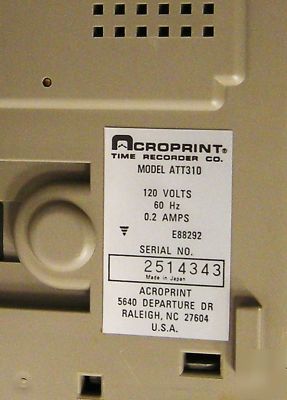 ACROPRINT®
TIME RECORDER CO.
MODEL ATT310
120 VOLTS
60 Hz
0.2 AMPS
E88292
SERIAL NO.
2514343
Made in Japan
ACROPRINT
5640 DEPARTURE DR
RALEIGH, NC 27604
U.S.A.